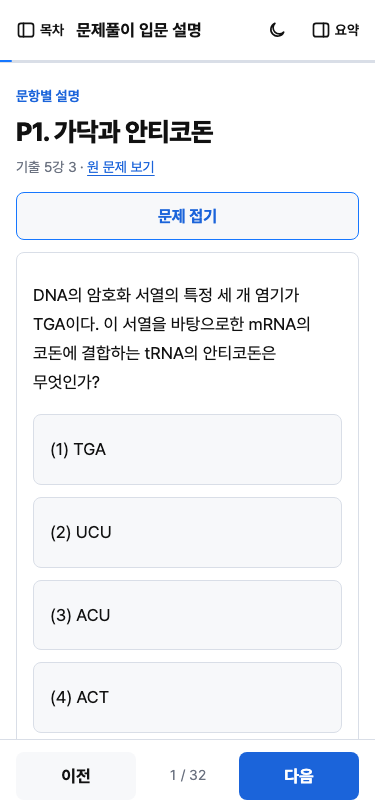 목차 문제풀이 입문 설명 요약
문항별 설명
P1. 가닥과 안티코돈
기출 5강 3 · 원 문제 보기
문제 접기
DNA의 암호화 서열의 특정 세 개 염기가
TGA이다. 이 서열을 바탕으로한 mRNA의
코돈에 결합하는 tRNA의 안티코돈은
무엇인가?
(1) TGA
(2) UCU
(3) ACU
(4) ACT
이전 1 / 32 다음